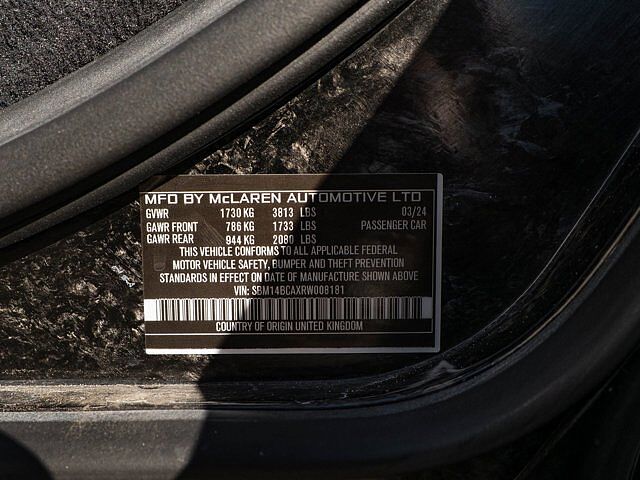 MFD BY McLAREN AUTOMOTIVE LTD
GVWR 1730 KG 3813 LBS 03/24
GAWR FRONT 786 KG 1733 LBS PASSENGER CAR
GAWR REAR 944 KG 2080 LBS
THIS VEHICLE CONFORMS TO ALL APPLICABLE FEDERAL
MOTOR VEHICLE SAFETY, BUMPER AND THEFT PREVENTION
STANDARDS IN EFFECT ON DATE OF MANUFACTURE SHOWN ABOVE
VIN: SBM14BCAXRW008181
COUNTRY OF ORIGIN UNITED KINGDOM